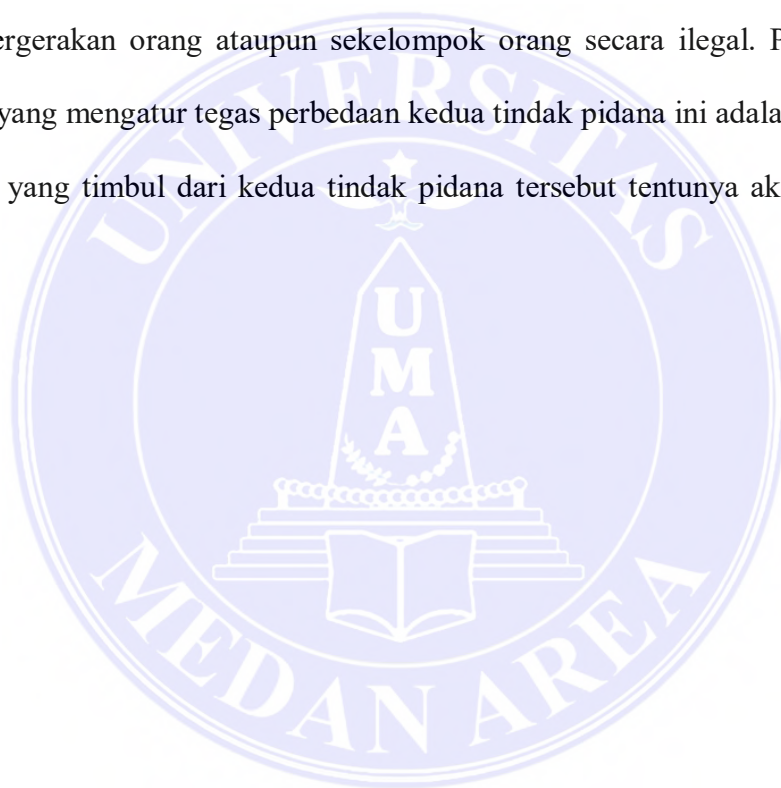 ergerakan orang ataupun sekelompok orang secara ilegal. P
yang mengatur tegas perbedaan kedua tindak pidana ini adala
yang timbul dari kedua tindak pidana tersebut tentunya ak
UNIVERSITAS
UMA
MEDAN AREA